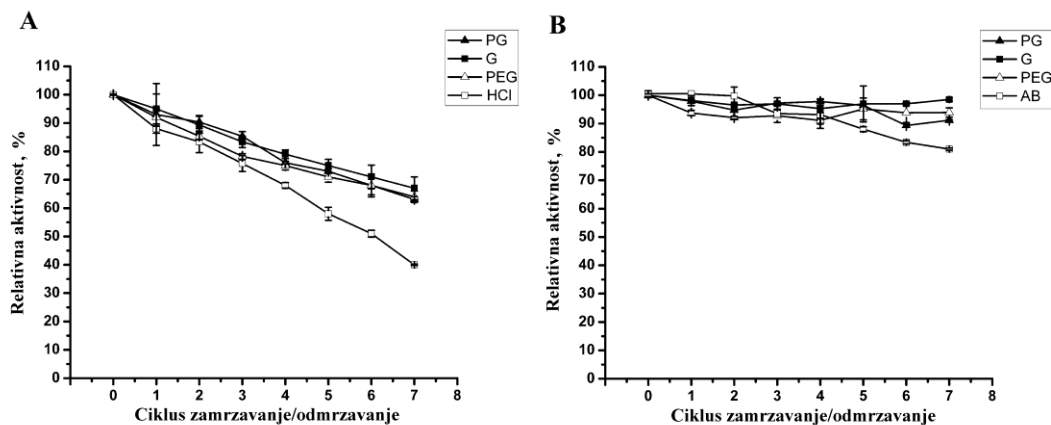 A
PG
G
PEG
HCl
110
100
90
80
70
60
50
40
30
20
10
0
Relativna aktivnost, %
0 1 2 3 4 5 6 7 8
Ciklus zamrzavanje/odmrzavanje
B
PG
G
PEG
AB
110
100
90
80
70
60
50
40
30
20
10
0
Relativna aktivnost, %
0 1 2 3 4 5 6 7 8
Ciklus zamrzavanje/odmrzavanje